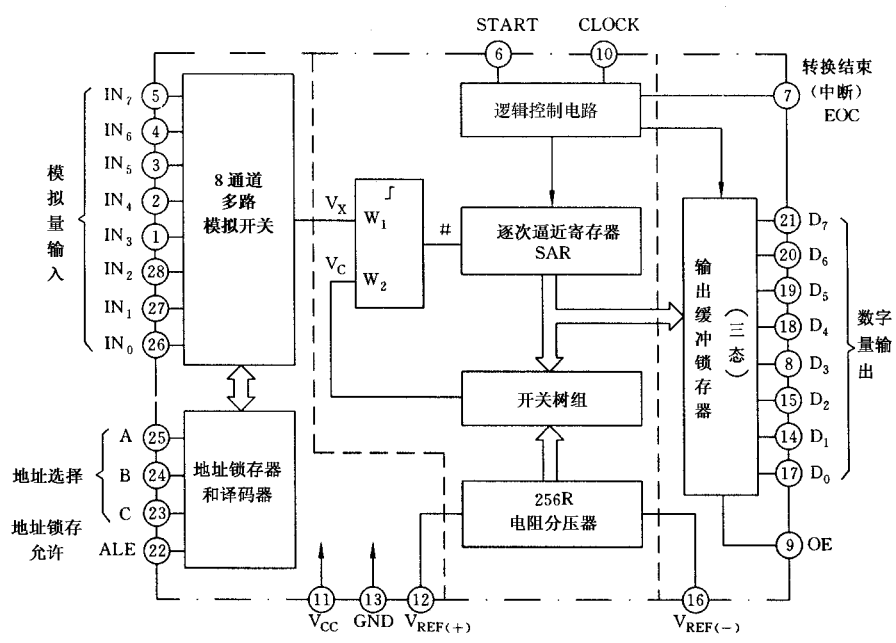 START CLOCK
6 10
转换结束
(中断)
EOC
7
模拟量输入
IN7 5
IN6 4
IN5 3
IN4 2
IN3 1
IN2 28
IN1 27
IN0 26
8通道
多路
模拟开关
VX
W1
VC
W2
#
逻辑控制电路
逐次逼近寄存器
SAR
开关树组
256R
电阻分压器
输出缓冲锁存器
(三态)
21 D7
20 D6
19 D5
18 D4
8 D3
15 D2
14 D1
17 D0
数字量输出
9 OE
地址选择
A 25
B 24
C 23
地址锁存
允许
ALE 22
地址锁存器
和译码器
11 13 12 16
VCC GND VREF(+) VREF(-)